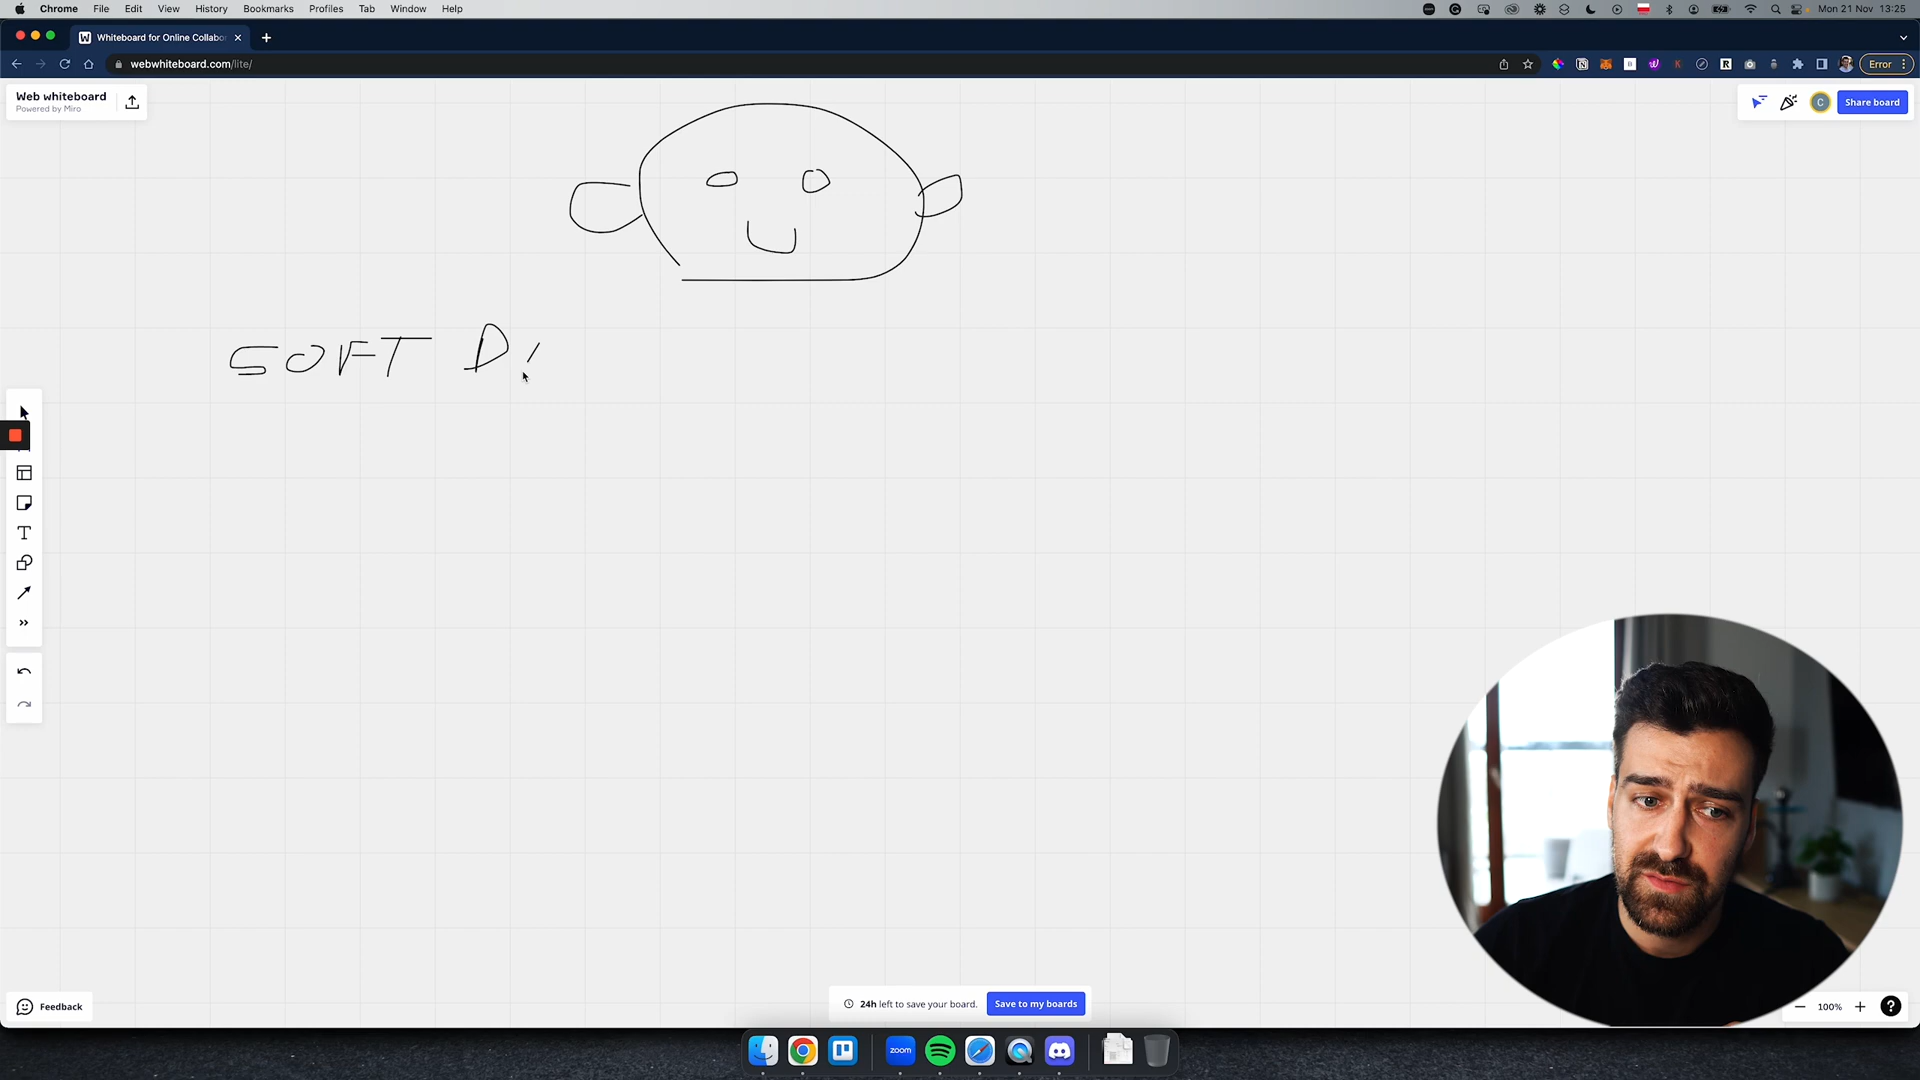 Chrome File Edit View History Bookmarks Profiles Tab Window Help Mon 21 Nov 13:25
Whiteboard for Online Collabo
webwhiteboard.com/lite/ Error
Web whiteboard
Powered by Miro
C Share board
SOFT D
24h left to save your board. Save to my boards
Feedback
100% ?
zoom